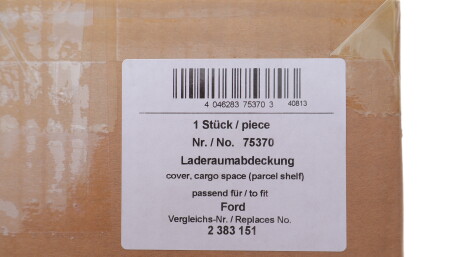 4 046283 75370 3 40813
1 Stück / piece
Nr. / No. 75370
Laderaumabdeckung
cover, cargo space (parcel shelf)
passend für / to fit
Ford
Vergleichs-Nr. / Replaces No.
2 383 151